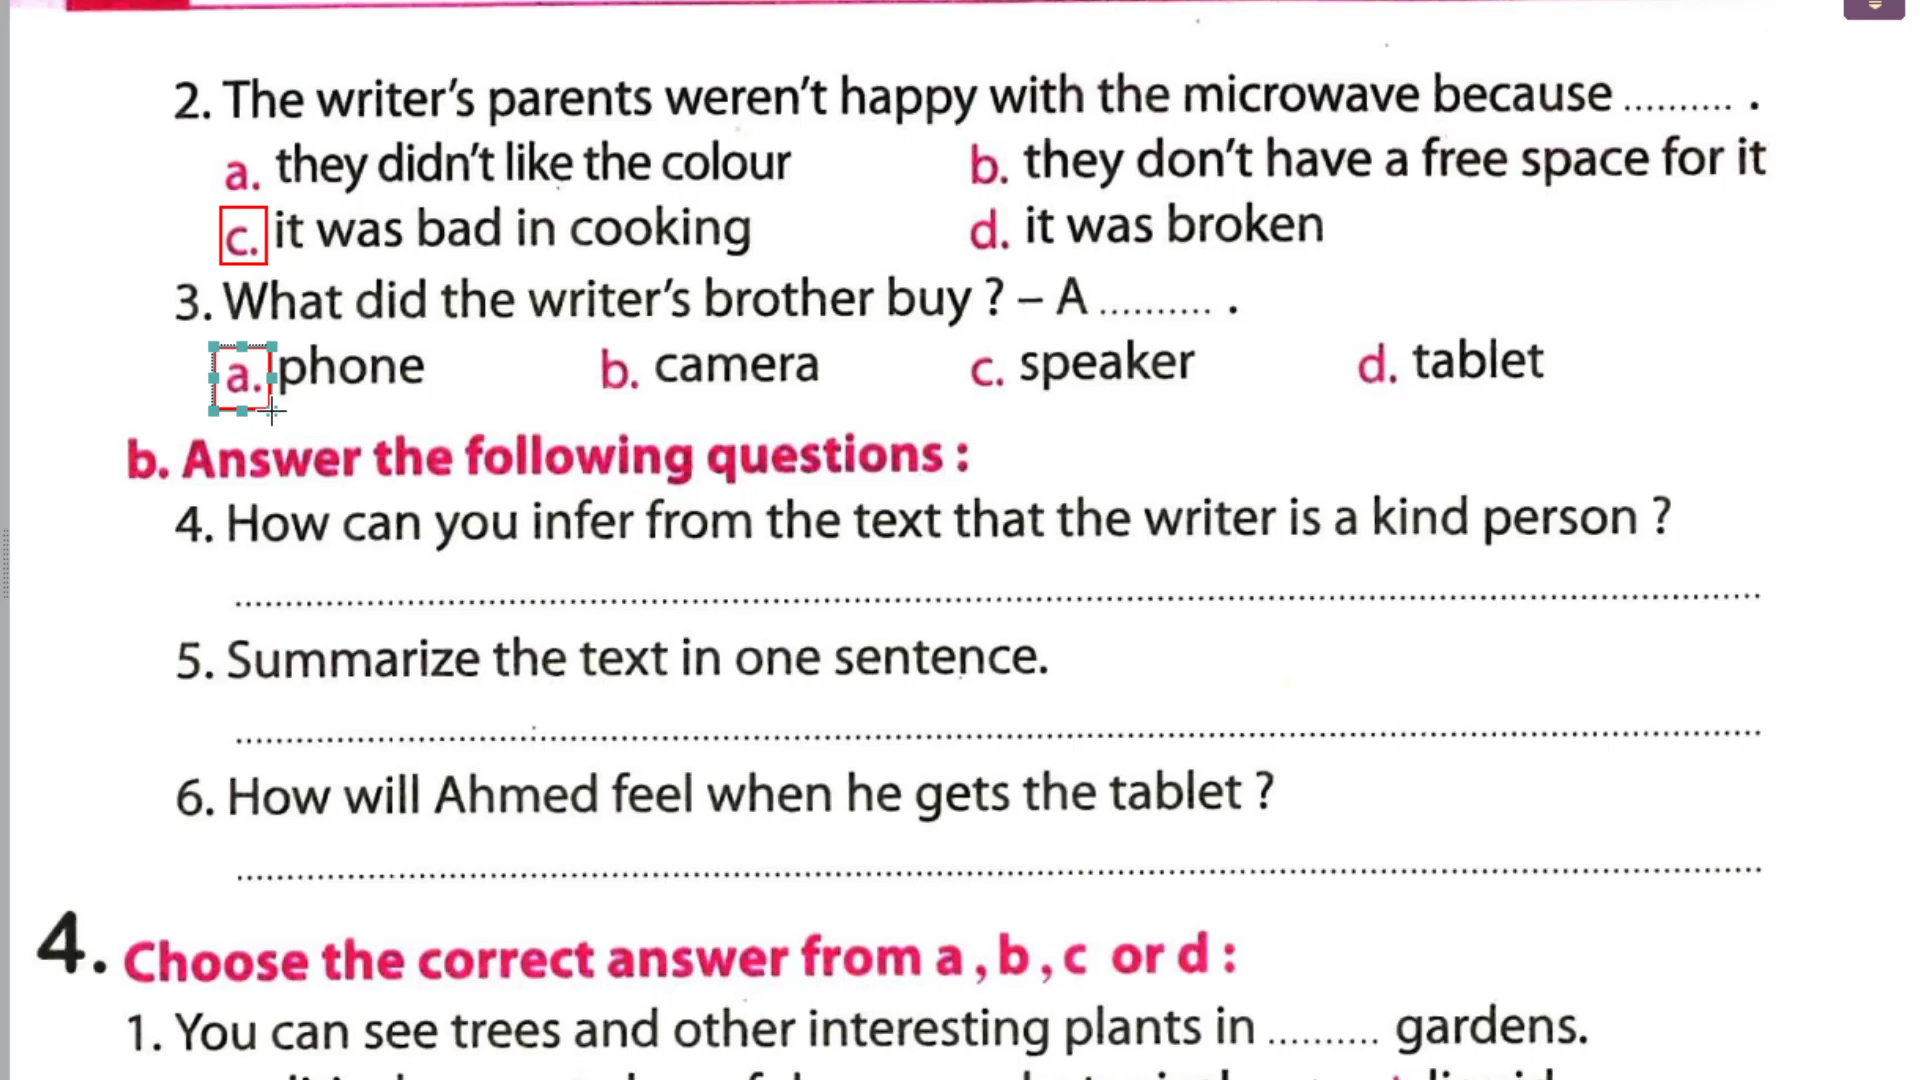 2. The writer's parents weren't happy with the microwave because .......... .
a. they didn't like the colour b. they don't have a free space for it
c. it was bad in cooking d. it was broken
3. What did the writer's brother buy ? – A .......... .
a. phone b. camera c. speaker d. tablet
b. Answer the following questions :
4. How can you infer from the text that the writer is a kind person ?
5. Summarize the text in one sentence.
6. How will Ahmed feel when he gets the tablet ?
4. Choose the correct answer from a , b , c or d :
1. You can see trees and other interesting plants in .......... gardens.